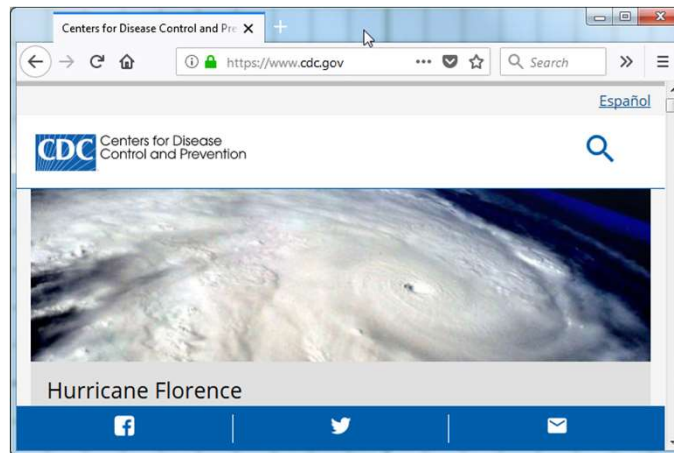 Centers for Disease Control and Pre
https://www.cdc.gov
Search
Español
CDC Centers for Disease
Control and Prevention
Hurricane Florence